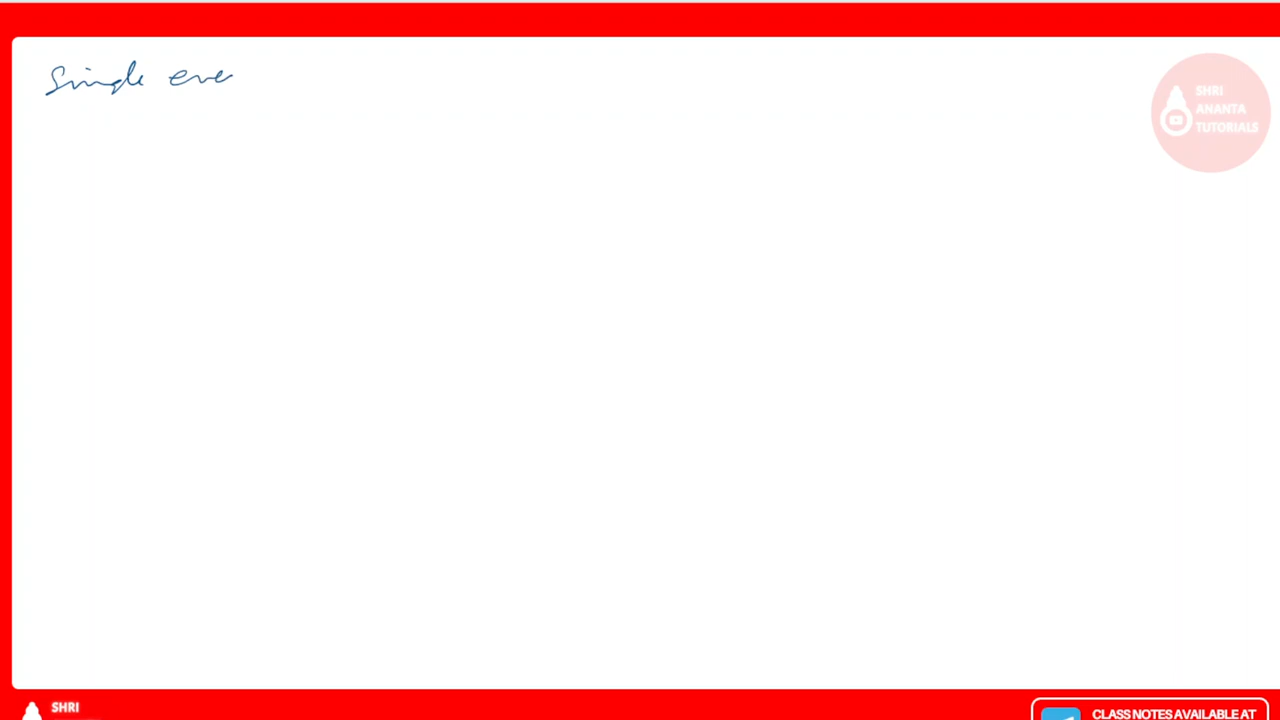 Single eve
SHRI
ANANTA
TUTORIALS
SHRI
CLASS NOTES AVAILABLE AT